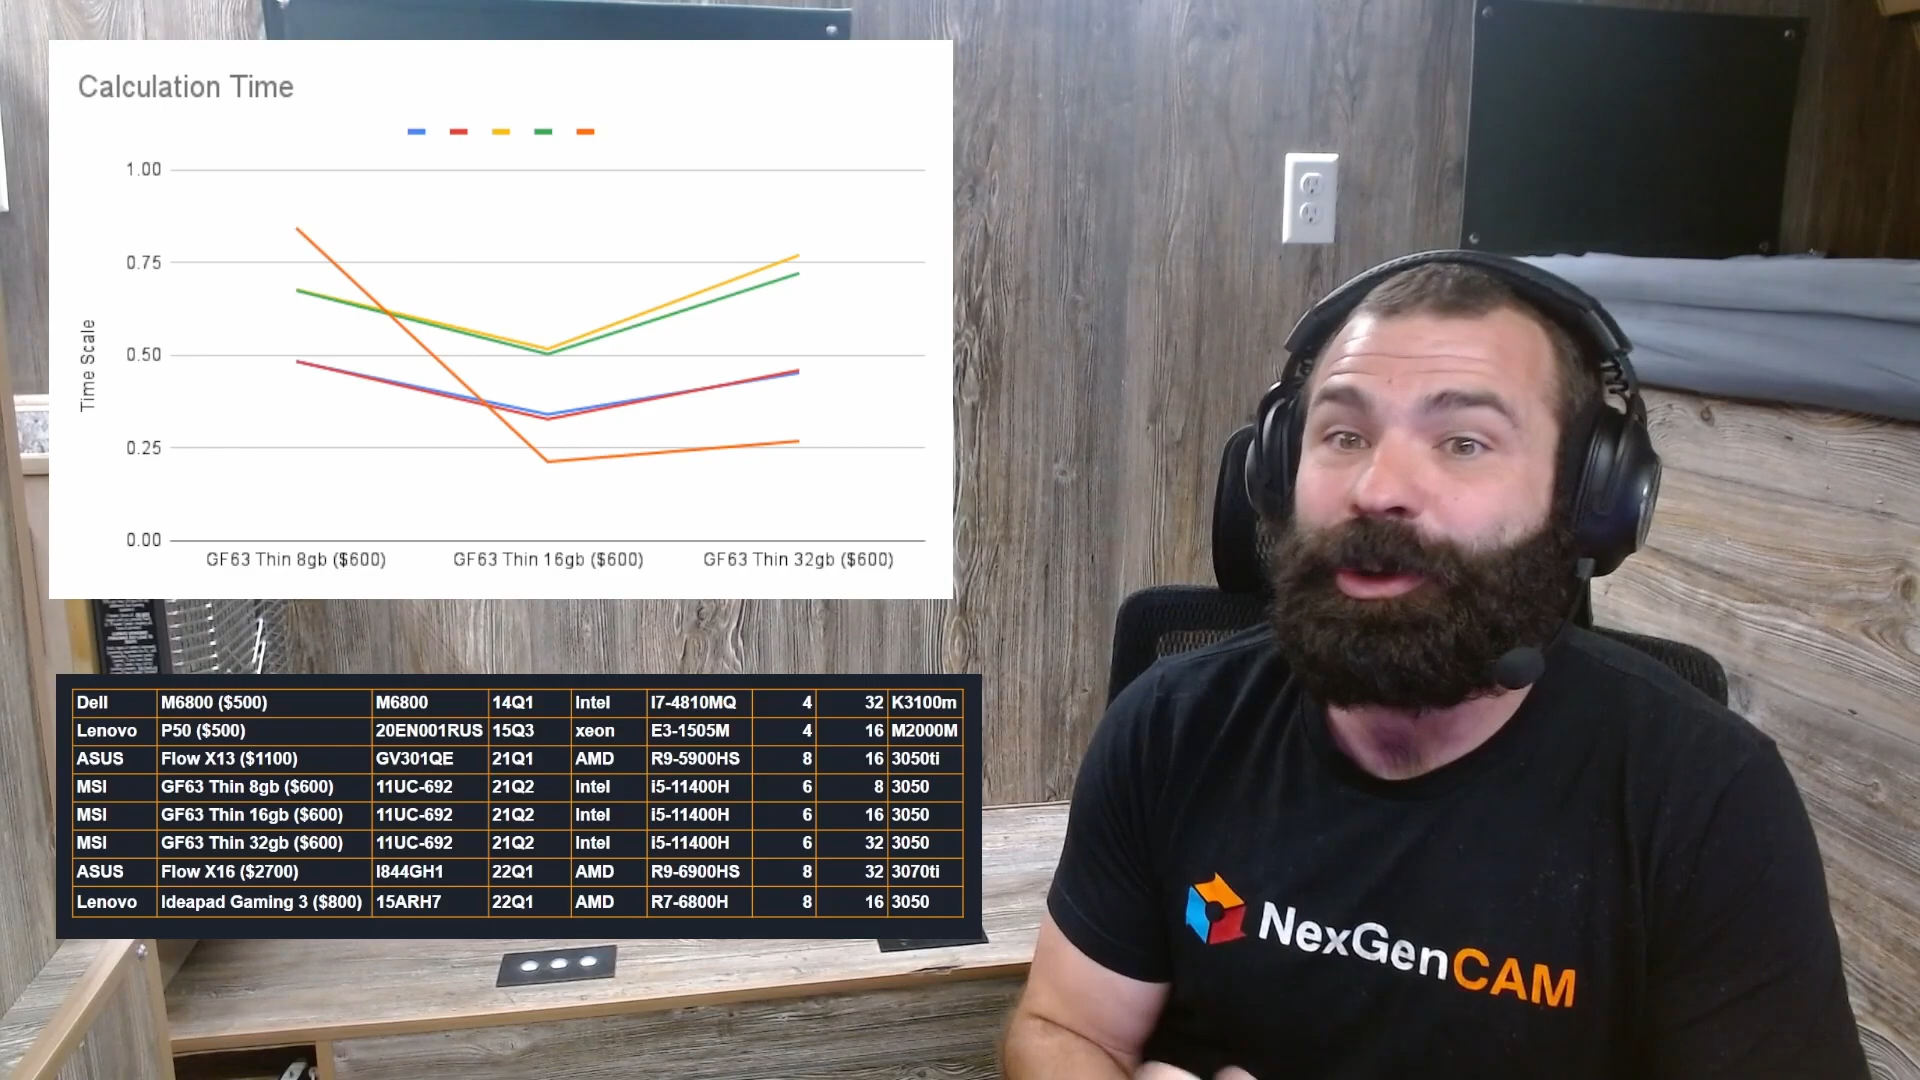 Calculation Time
1.00
0.75
0.50
0.25
0.00
Time Scale
GF63 Thin 8gb ($600) GF63 Thin 16gb ($600) GF63 Thin 32gb ($600)
Dell M6800 ($500) M6800 14Q1 Intel I7-4810MQ 4 32 K3100m
Lenovo P50 ($500) 20EN001RUS 15Q3 xeon E3-1505M 4 16 M2000M
ASUS Flow X13 ($1100) GV301QE 21Q1 AMD R9-5900HS 8 16 3050ti
MSI GF63 Thin 8gb ($600) 11UC-692 21Q2 Intel i5-11400H 6 8 3050
MSI GF63 Thin 16gb ($600) 11UC-692 21Q2 Intel i5-11400H 6 16 3050
MSI GF63 Thin 32gb ($600) 11UC-692 21Q2 Intel i5-11400H 6 32 3050
ASUS Flow X16 ($2700) I844GH1 22Q1 AMD R9-6900HS 8 32 3070ti
Lenovo Ideapad Gaming 3 ($800) 15ARH7 22Q1 AMD R7-6800H 8 16 3050
NexGenCAM